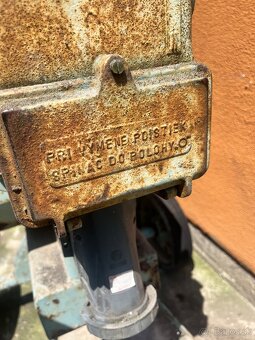 PRI VÝMENE POISTIEK
SPÍNAČ DO POLOHY O